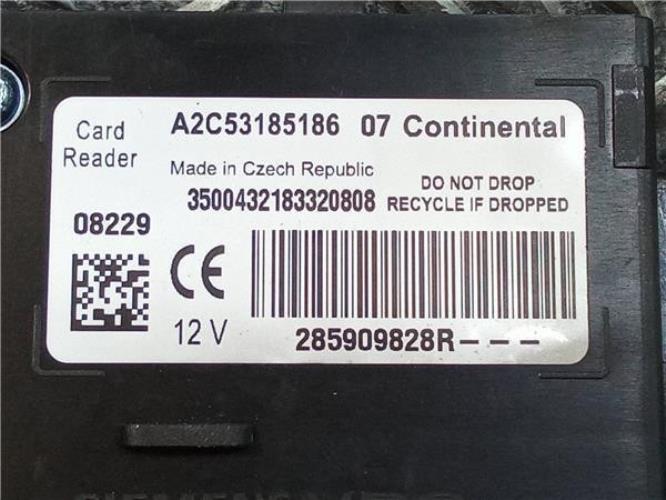 Card
Reader
A2C53185186 07 Continental
Made in Czech Republic
3500432183320808
DO NOT DROP
RECYCLE IF DROPPED
08229
CE
12 V
285909828R---